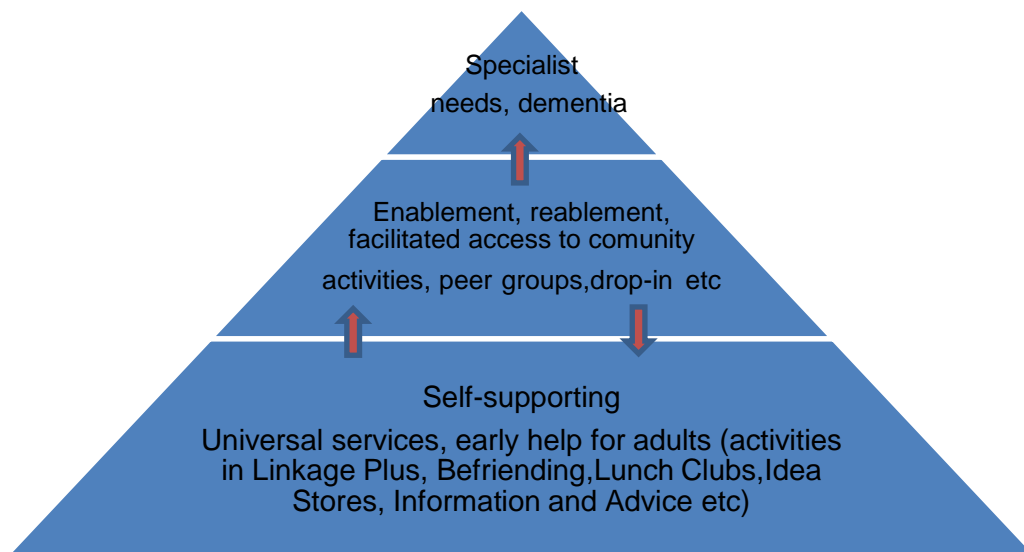 Specialist
needs, dementia
Enablement, reablement,
facilitated access to comunity
activities, peer groups,drop-in etc
Self-supporting
Universal services, early help for adults (activities
in Linkage Plus, Befriending,Lunch Clubs,Idea
Stores, Information and Advice etc)